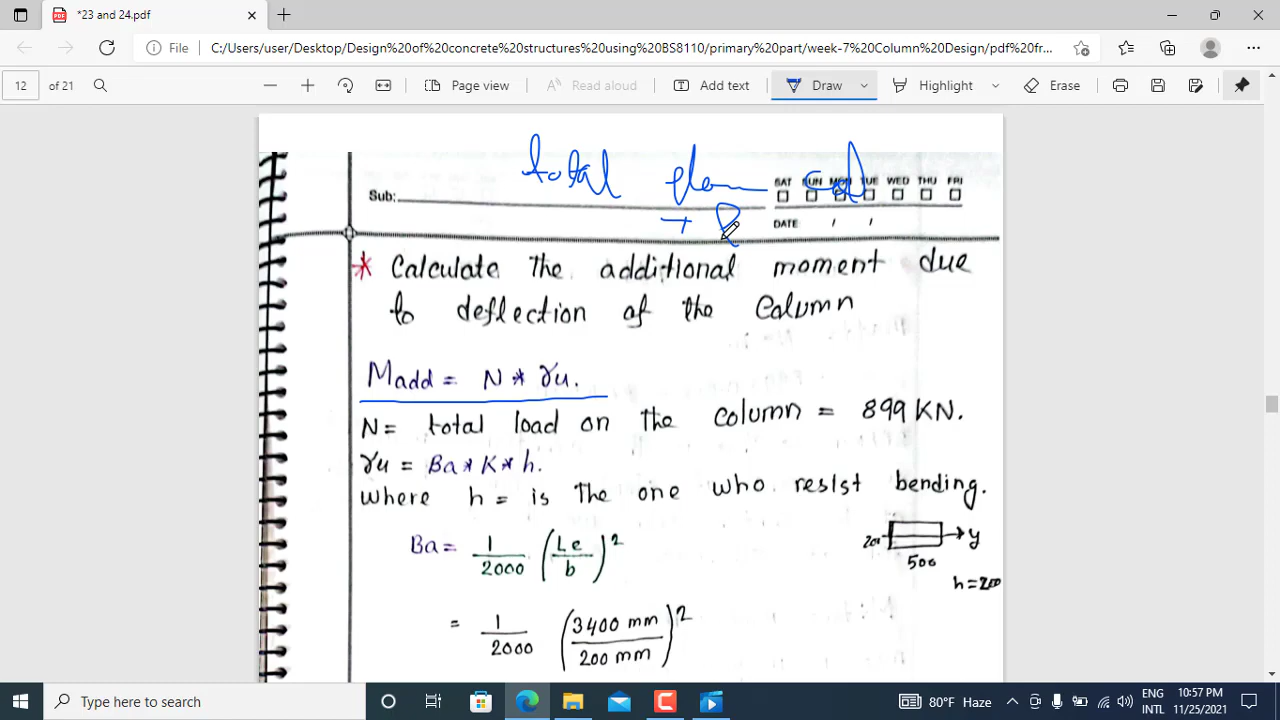 *23 and 24.pdf
File C:/Users/user/Desktop/Design%20of%20concrete%20structures%20using%20BS8110/primary%20part/week-7%20Column%20Design/pdf%20fr...
12 of 21 Page view Read aloud Add text Draw Highlight Erase
total
SAT SUN MON TUE WED THU FRI
Sub:
DATE / /
* Calculate The additional moment due
to deflection of the Column
Madd = N * γu.
N = total load on the column = 899 KN.
γu = Ba * K * h.
where h = is The one who resist bending.
200 y
500
h = 200
Ba = 1/2000 (Le/b)2
= 1/2000 (3400 mm/200 mm)2
Type here to search
80°F Haze
ENG
INTL
10:57 PM
11/25/2021